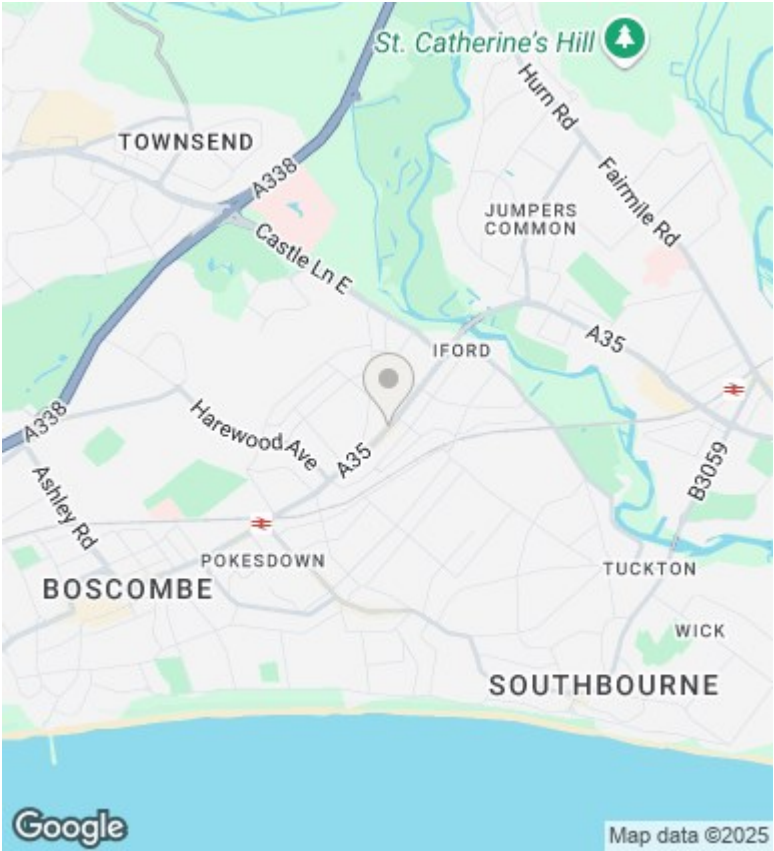 St. Catherine's Hill
Hurn Rd
TOWNSEND
A338
Fairmile Rd
JUMPERS
COMMON
Castle Ln E
A35
IFORD
A338
Harewood Ave
A35
B3059
Ashley Rd
POKESDOWN
TUCKTON
BOSCOMBE
WICK
SOUTHBOURNE
Google
Map data ©2025